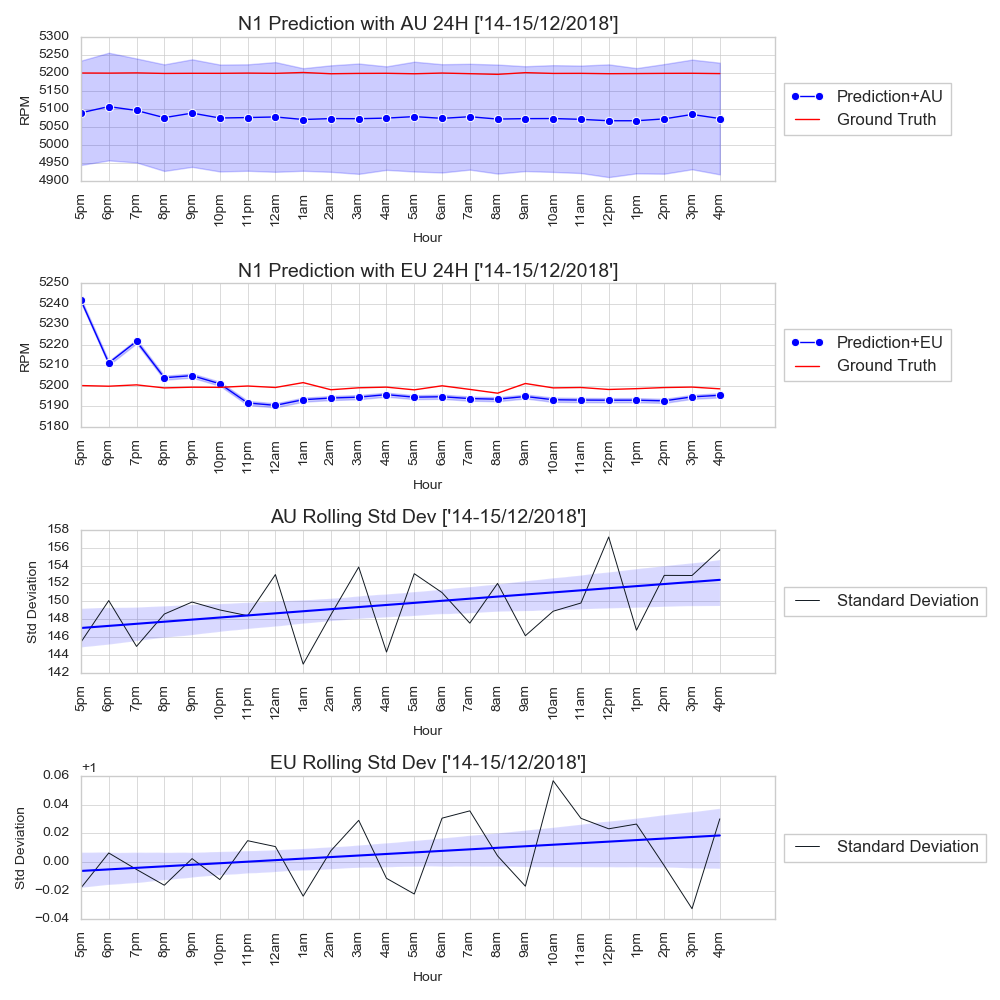 N1 Prediction with AU 24H ['14-15/12/2018']
5300
5250
5200
5150
5100
5050
5000
4950
4900
RPM
5pm 6pm 7pm 8pm 9pm 10pm 11pm 12am 1am 2am 3am 4am 5am 6am 7am 8am 9am 10am 11am 12pm 1pm 2pm 3pm 4pm
Hour
Prediction+AU
Ground Truth
N1 Prediction with EU 24H ['14-15/12/2018']
5250
5240
5230
5220
5210
5200
5190
5180
RPM
5pm 6pm 7pm 8pm 9pm 10pm 11pm 12am 1am 2am 3am 4am 5am 6am 7am 8am 9am 10am 11am 12pm 1pm 2pm 3pm 4pm
Hour
Prediction+EU
Ground Truth
AU Rolling Std Dev ['14-15/12/2018']
158
156
154
152
150
148
146
144
142
Std Deviation
5pm 6pm 7pm 8pm 9pm 10pm 11pm 12am 1am 2am 3am 4am 5am 6am 7am 8am 9am 10am 11am 12pm 1pm 2pm 3pm 4pm
Hour
Standard Deviation
EU Rolling Std Dev ['14-15/12/2018']
+1
0.06
0.04
0.02
0.00
−0.02
−0.04
Std Deviation
5pm 6pm 7pm 8pm 9pm 10pm 11pm 12am 1am 2am 3am 4am 5am 6am 7am 8am 9am 10am 11am 12pm 1pm 2pm 3pm 4pm
Hour
Standard Deviation